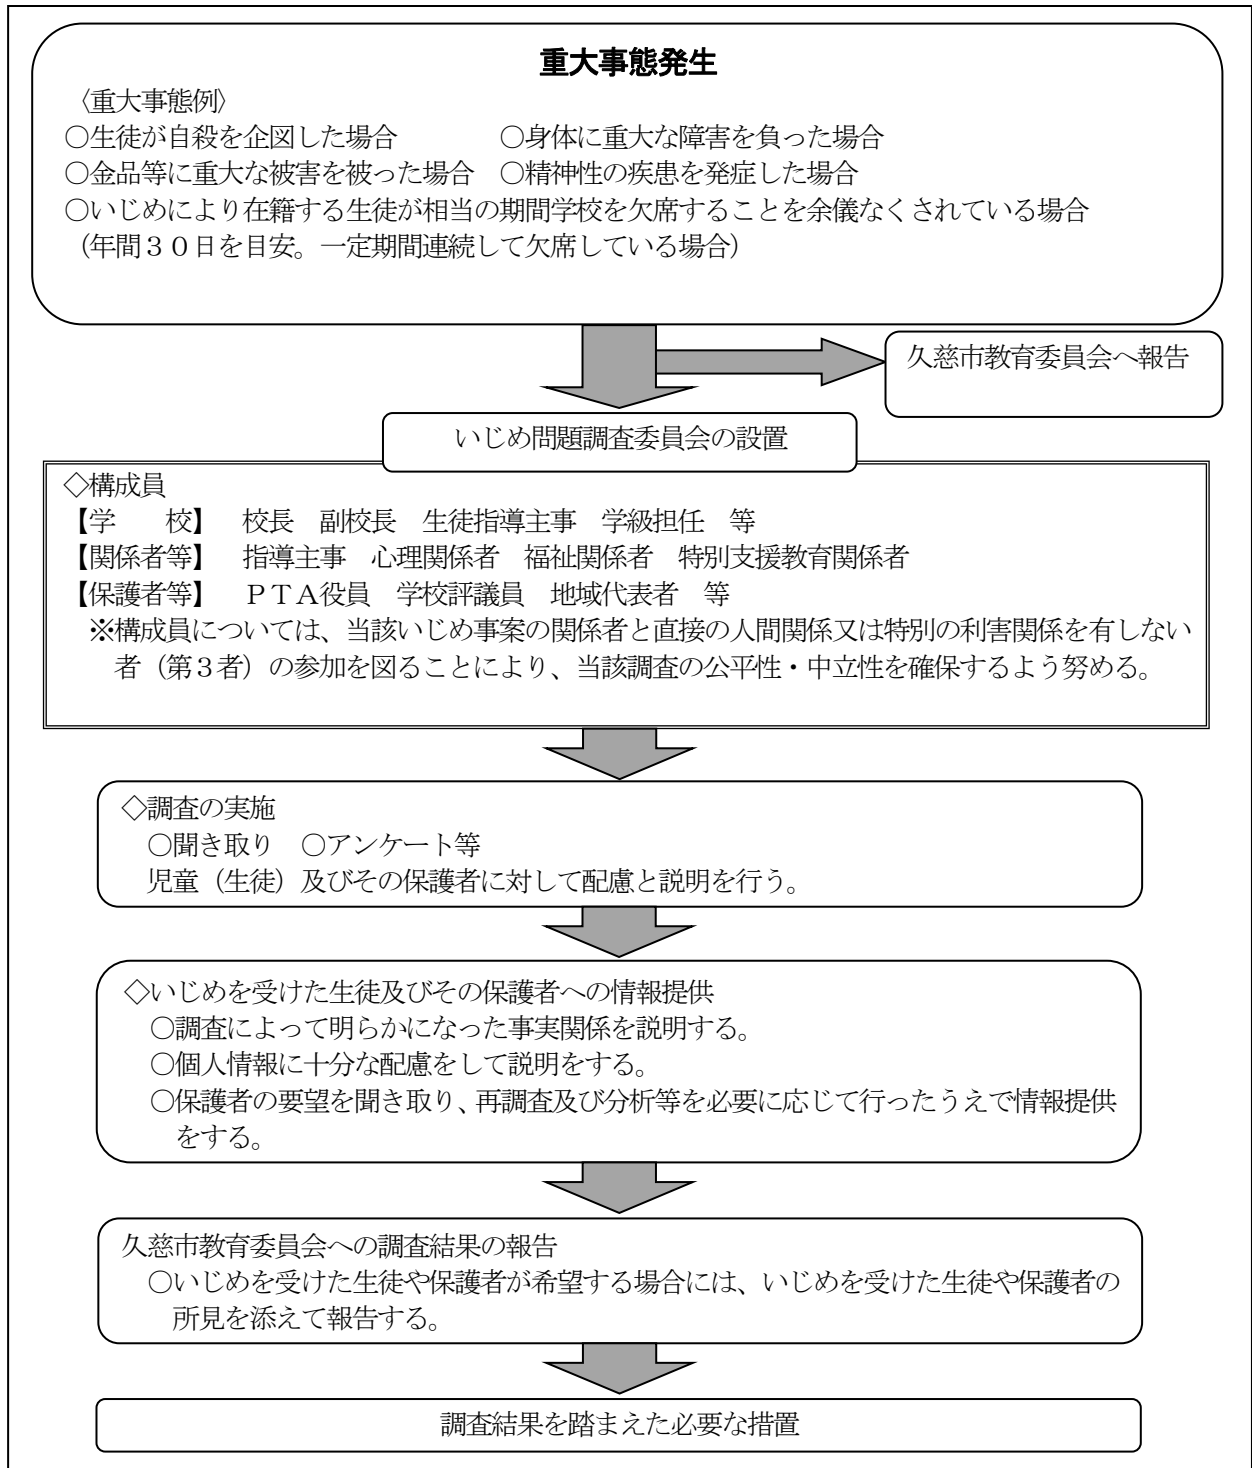 重大事態発生
〈重大事態例〉
○生徒が自殺を企図した場合　　　　○身体に重大な障害を負った場合
○金品等に重大な被害を被った場合　○精神性の疾患を発症した場合
○いじめにより在籍する生徒が相当の期間学校を欠席することを余儀なくされている場合
（年間３０日を目安。一定期間連続して欠席している場合）
久慈市教育委員会へ報告
いじめ問題調査委員会の設置
◇構成員
【学　　校】　校長　副校長　生徒指導主事　学級担任　等
【関係者等】　指導主事　心理関係者　福祉関係者　特別支援教育関係者
【保護者等】　ＰＴＡ役員　学校評議員　地域代表者　等
※構成員については、当該いじめ事案の関係者と直接の人間関係又は特別の利害関係を有しない
者（第３者）の参加を図ることにより、当該調査の公平性・中立性を確保するよう努める。
◇調査の実施
○聞き取り　○アンケート等
児童（生徒）及びその保護者に対して配慮と説明を行う。
◇いじめを受けた生徒及びその保護者への情報提供
○調査によって明らかになった事実関係を説明する。
○個人情報に十分な配慮をして説明をする。
○保護者の要望を聞き取り、再調査及び分析等を必要に応じて行ったうえで情報提供
をする。
久慈市教育委員会への調査結果の報告
○いじめを受けた生徒や保護者が希望する場合には、いじめを受けた生徒や保護者の
所見を添えて報告する。
調査結果を踏まえた必要な措置